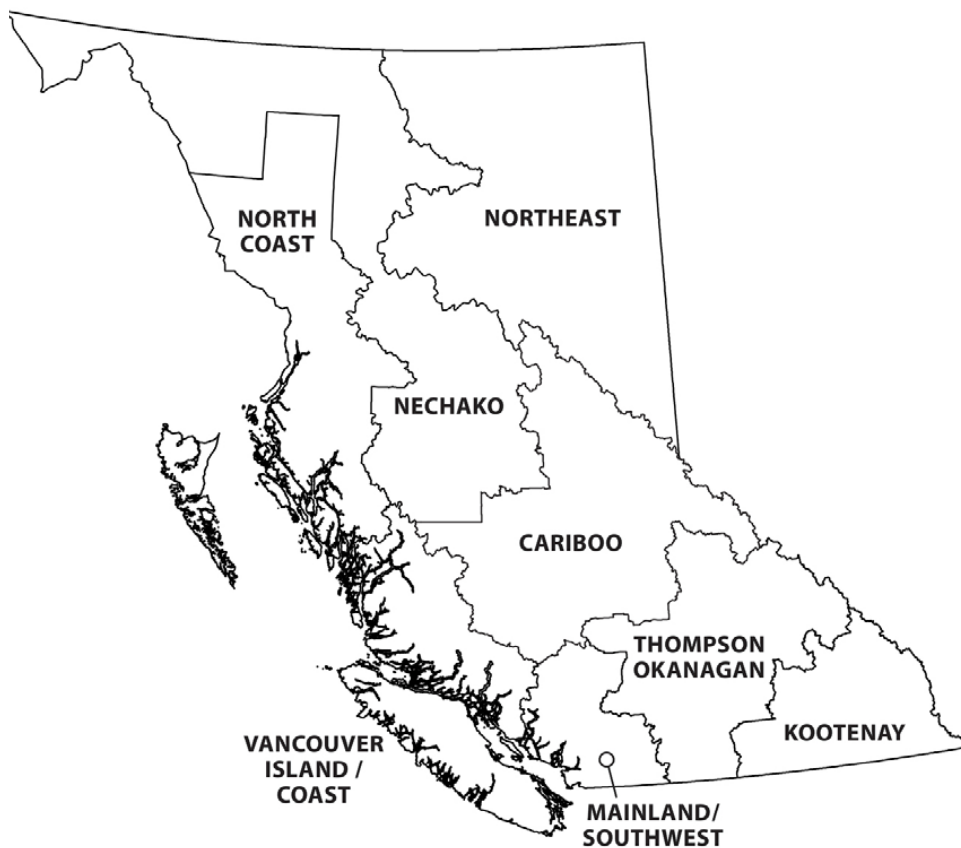 NORTH
COAST
NORTHEAST
NECHAKO
CARIBOO
THOMPSON
OKANAGAN
KOOTENAY
VANCOUVER
ISLAND /
COAST
MAINLAND/
SOUTHWEST